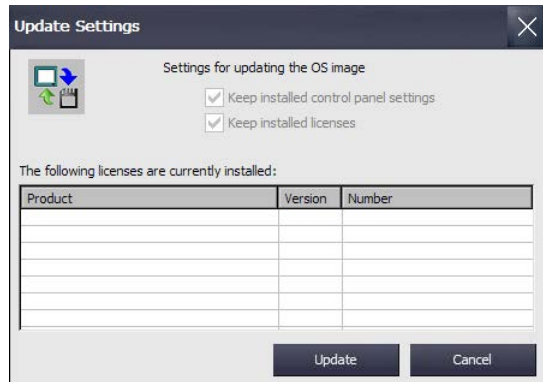 Update Settings
Settings for updating the OS image
Keep installed control panel settings
Keep installed licenses
The following licenses are currently installed:
Product Version Number
Update Cancel